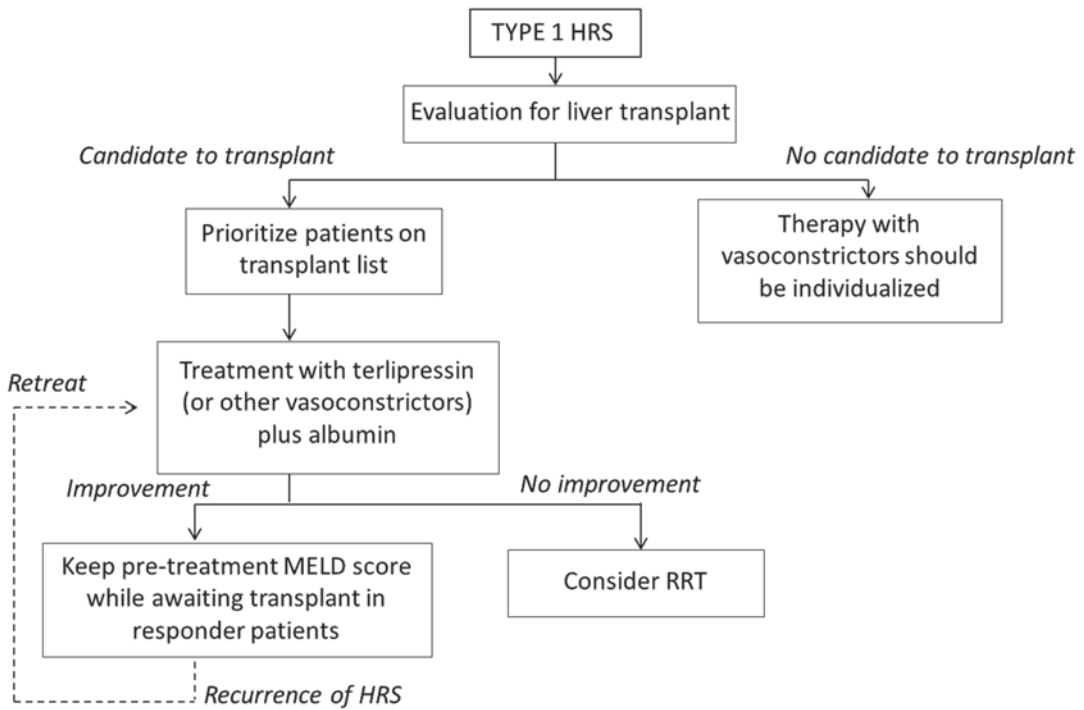 TYPE 1 HRS
Evaluation for liver transplant
Candidate to transplant
No candidate to transplant
Prioritize patients on
transplant list
Therapy with
vasoconstrictors should
be individualized
Treatment with terlipressin
(or other vasoconstrictors)
plus albumin
Retreat
Improvement
No improvement
Keep pre-treatment MELD score
while awaiting transplant in
responder patients
Consider RRT
Recurrence of HRS